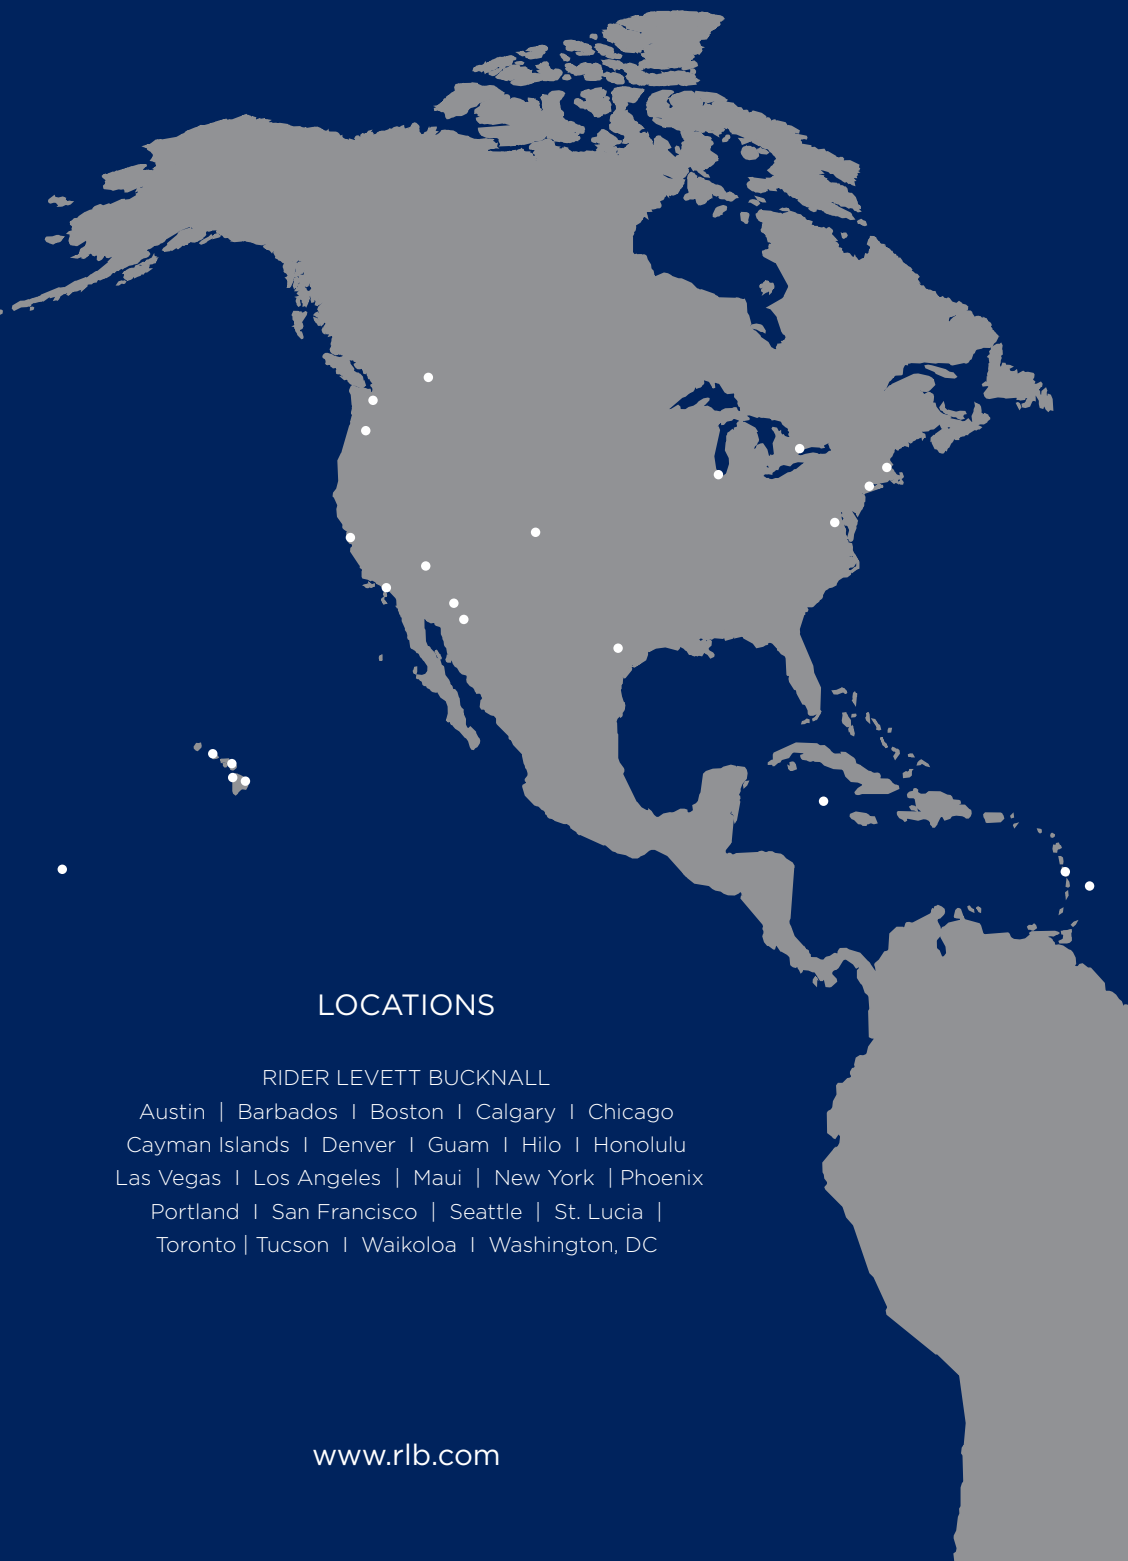 LOCATIONS
RIDER LEVETT BUCKNALL
Austin | Barbados I Boston I Calgary I Chicago
Cayman Islands I Denver I Guam I Hilo I Honolulu
Las Vegas I Los Angeles | Maui | New York | Phoenix
Portland I San Francisco | Seattle | St. Lucia |
Toronto | Tucson I Waikoloa I Washington, DC
www.rlb.com